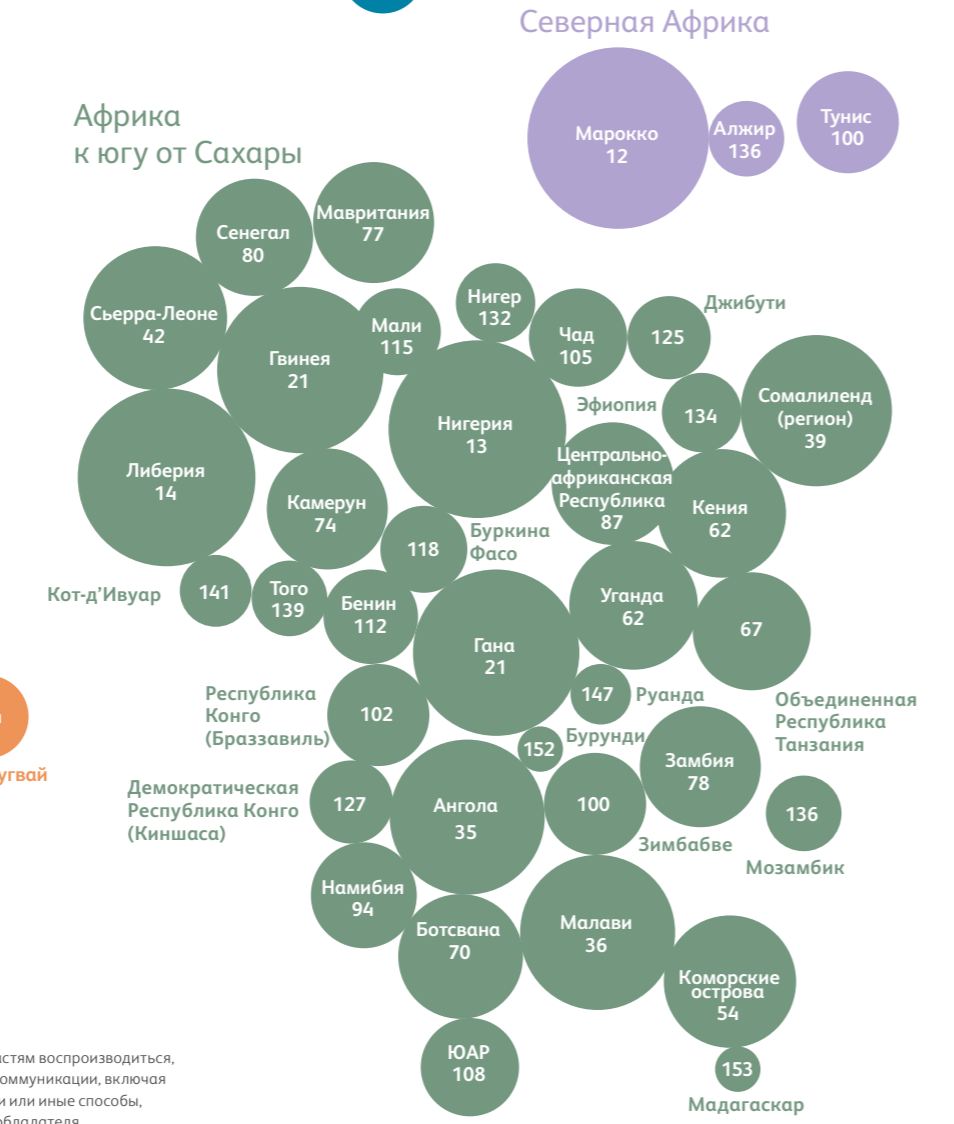 Северная Африка
Марокко
12
Алжир
136
Тунис
100
Африка
к югу от Сахары
Сенегал
80
Мавритания
77
Сьерра-Леоне
42
Гвинея
21
Мали
115
Нигер
132
Чад
105
Джибути
125
Эфиопия
134
Сомалиленд
(регион)
39
Нигерия
13
Центрально-
африканская
Республика
87
Кения
62
Либерия
14
Камерун
74
118
Буркина
Фасо
Кот-д'Ивуар
141
Того
139
Бенин
112
Гана
21
Уганда
62
67
Объединенная
Республика
Танзания
Республика
Конго
(Браззавиль)
102
147
Руанда
152
Бурунди
Замбия
78
Демократическая
Республика Конго
(Киншаса)
127
Ангола
35
100
Зимбабве
136
Мозамбик
Намибия
94
Ботсвана
70
Малави
36
Коморские
острова
54
ЮАР
108
153
Мадагаскар
воспроизводиться,
включая
и или иные способы,